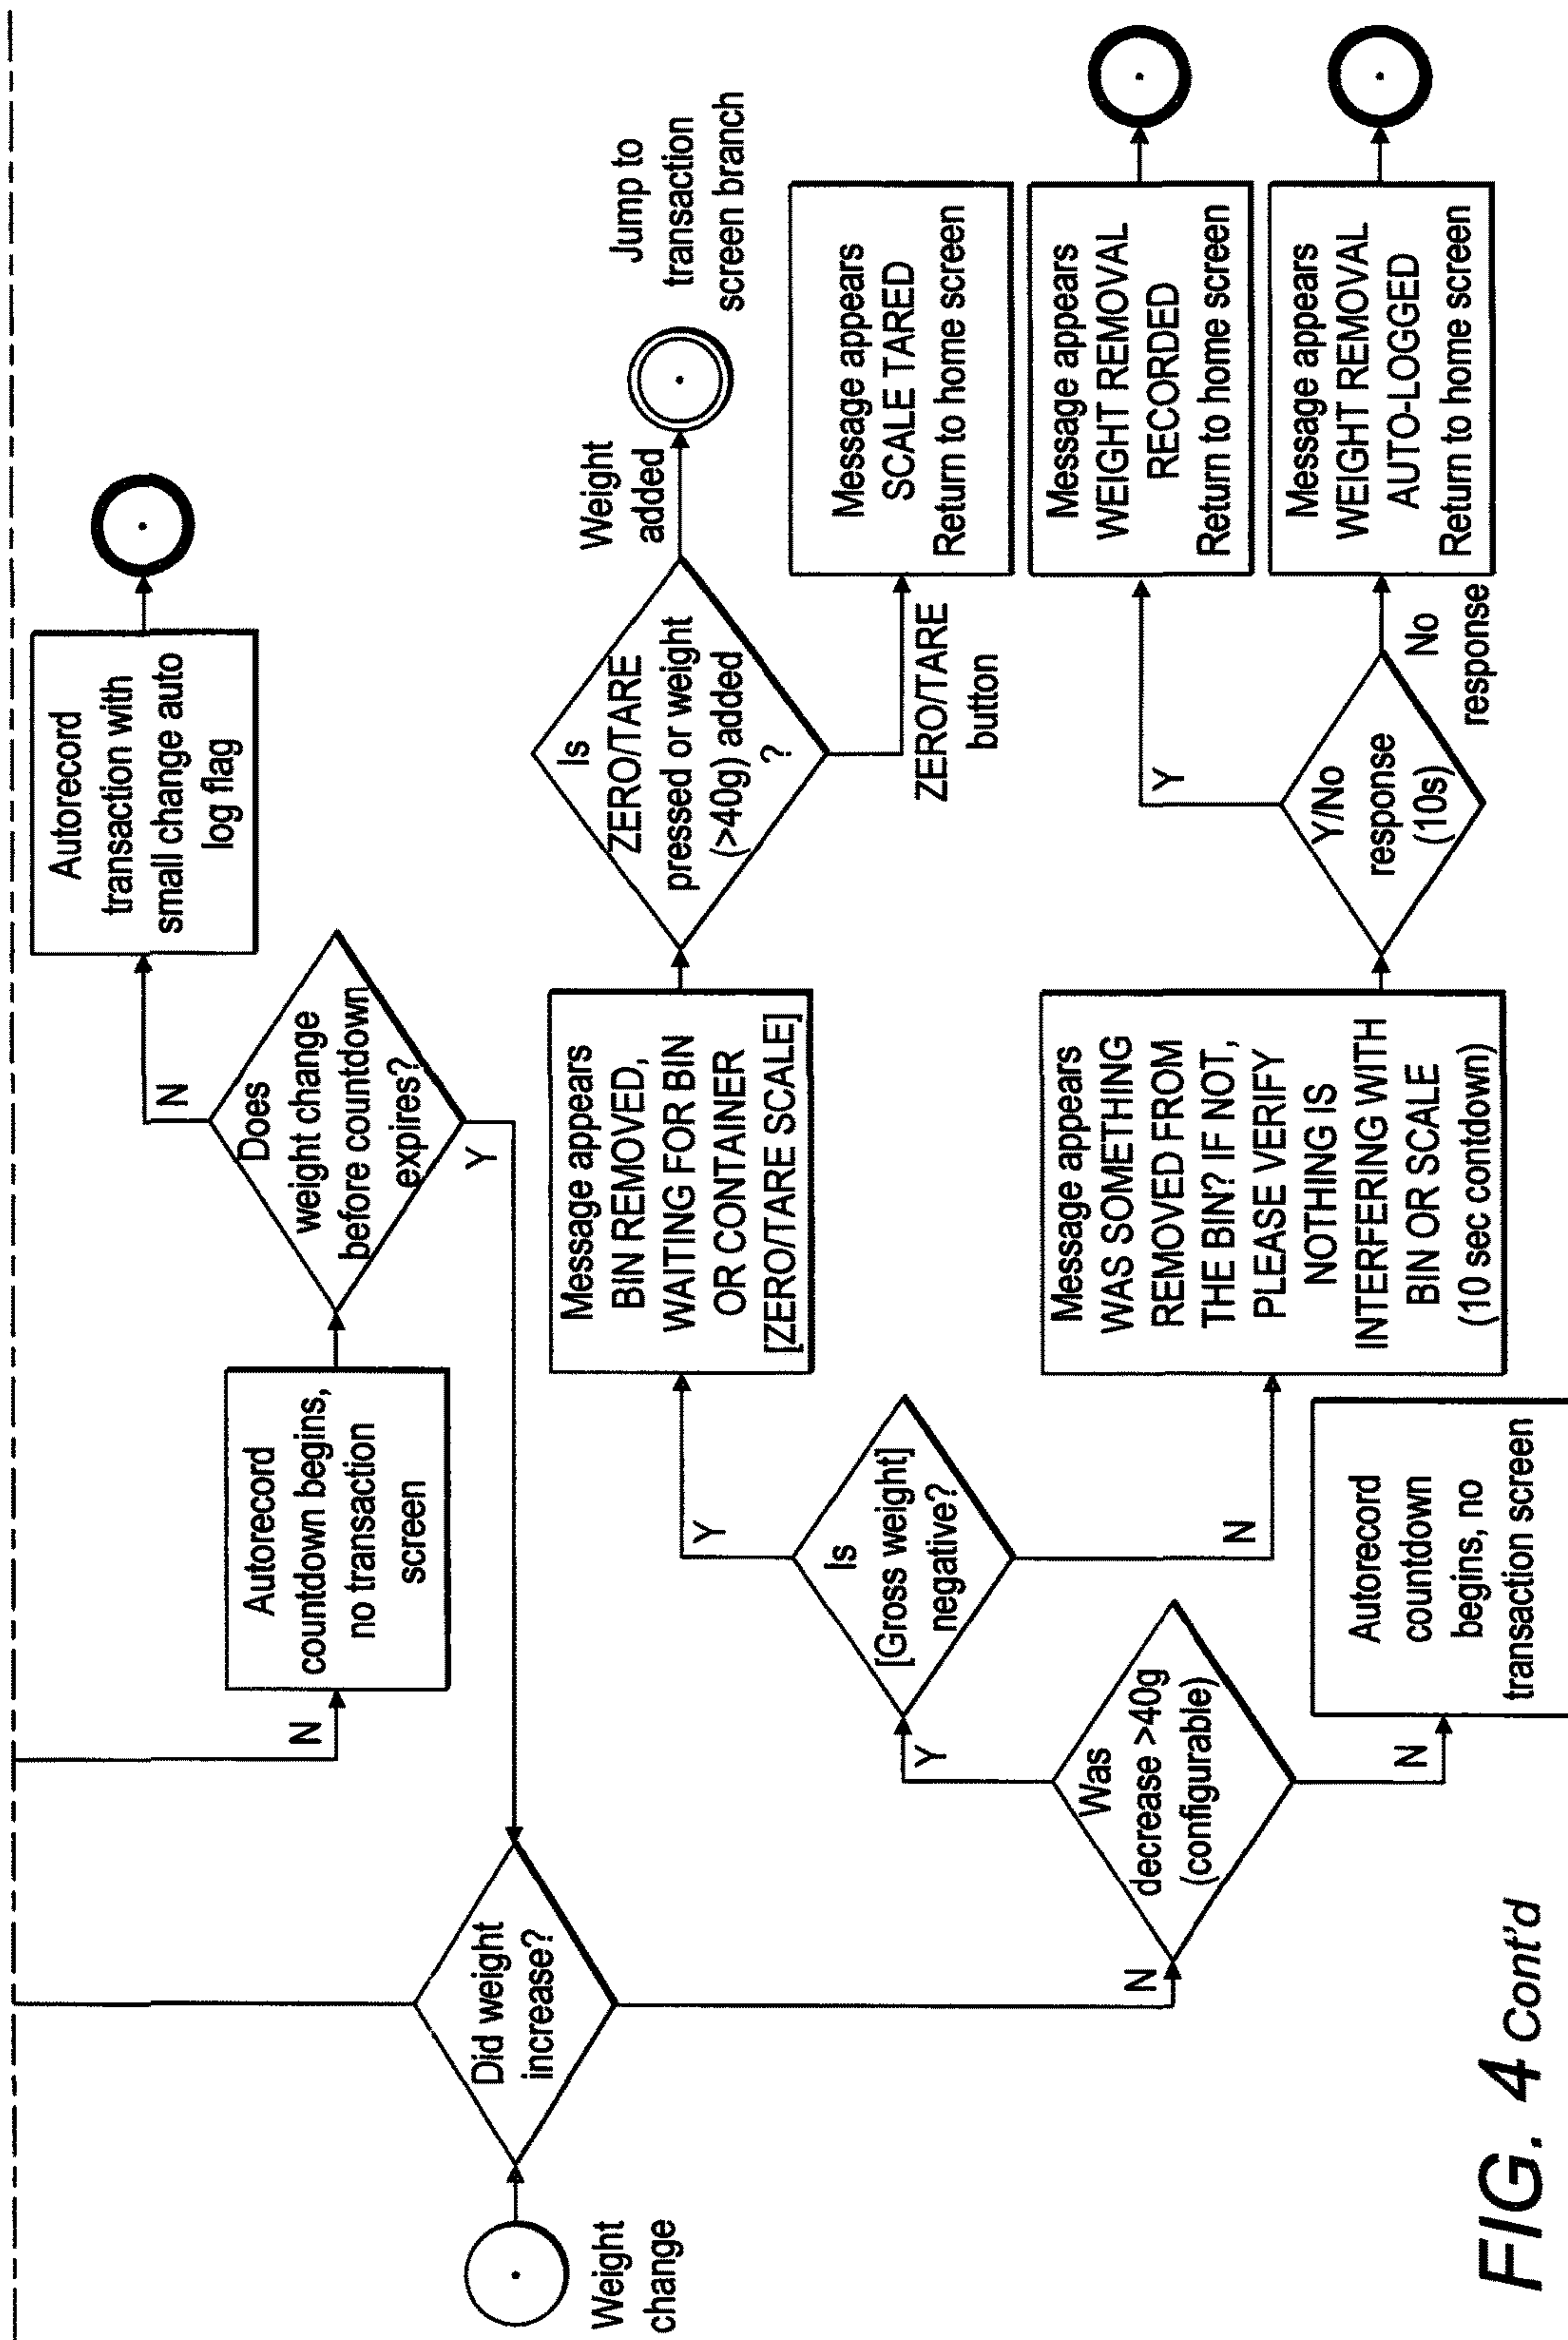 Weight
change
Did weight
increase?
N
Autorecord
countdown begins,
no transaction
screen
Does
weight change
before countdown
expires?
N
Y
Autorecord
transaction with
small change auto
log flag
N
Was
decrease >40g
(configurable)
Y
N
Autorecord
countdown
begins, no
transaction screen
Is
[Gross weight]
negative?
Y
N
Message appears
BIN REMOVED,
WAITING FOR BIN
OR CONTAINER
[ZERO/TARE SCALE]
Is
ZERO/TARE
pressed or weight
(>40g) added
?
Weight
added
Jump to
transaction
screen branch
ZERO/TARE
button
Message appears
SCALE TARED
Return to home screen
Message appears
WAS SOMETHING
REMOVED FROM
THE BIN? IF NOT,
PLEASE VERIFY
NOTHING IS
INTERFERING WITH
BIN OR SCALE
(10 sec contdown)
Y/No
response
(10s)
Y
No
response
Message appears
WEIGHT REMOVAL
RECORDED
Return to home screen
Message appears
WEIGHT REMOVAL
AUTO-LOGGED
Return to home screen
FIG. 4 Cont'd